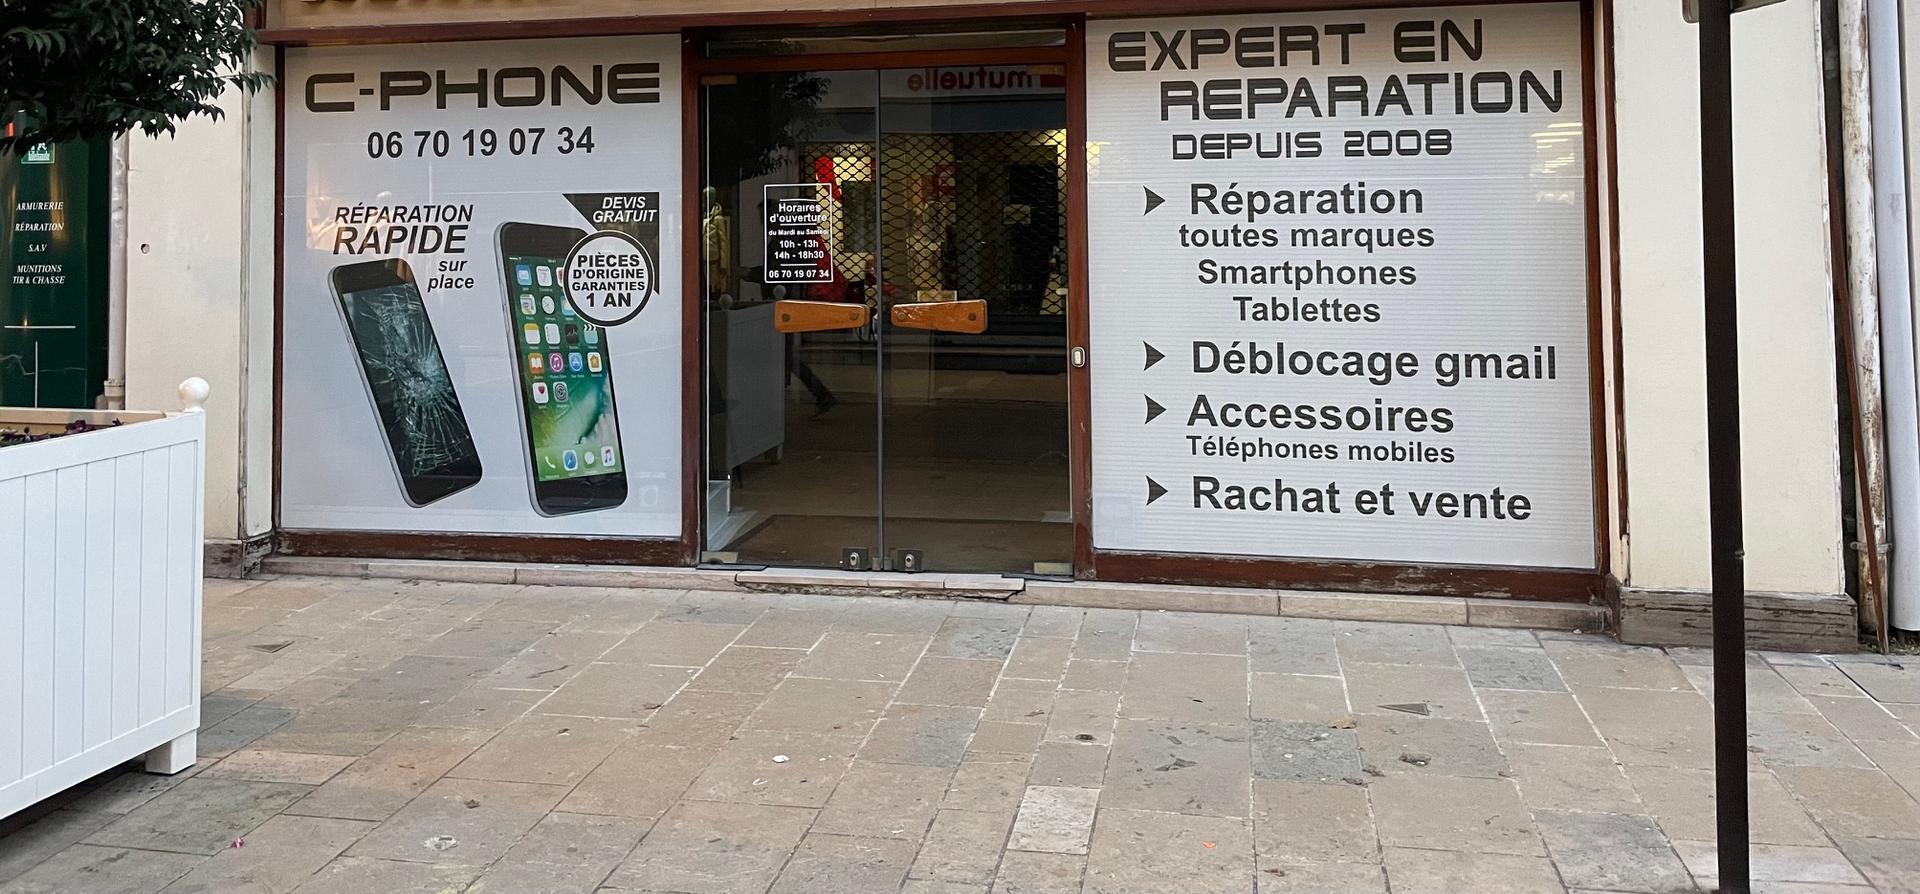 C-PHONE
06 70 19 07 34
RÉPARATION
RAPIDE
sur
place
DEVIS
GRATUIT
PIÈCES
D'ORIGINE
GARANTIES
1 AN
mutuelle
Horaires
d'ouverture
du Mardi au Samedi
10h - 13h
14h - 18h30
06 70 19 07 34
EXPERT EN
REPARATION
DEPUIS 2008
Réparation
toutes marques
Smartphones
Tablettes
Déblocage gmail
Accessoires
Téléphones mobiles
Rachat et vente
ARMURERIE
RÉPARATION
S.A.V
MUNITIONS
TIR & CHASSE